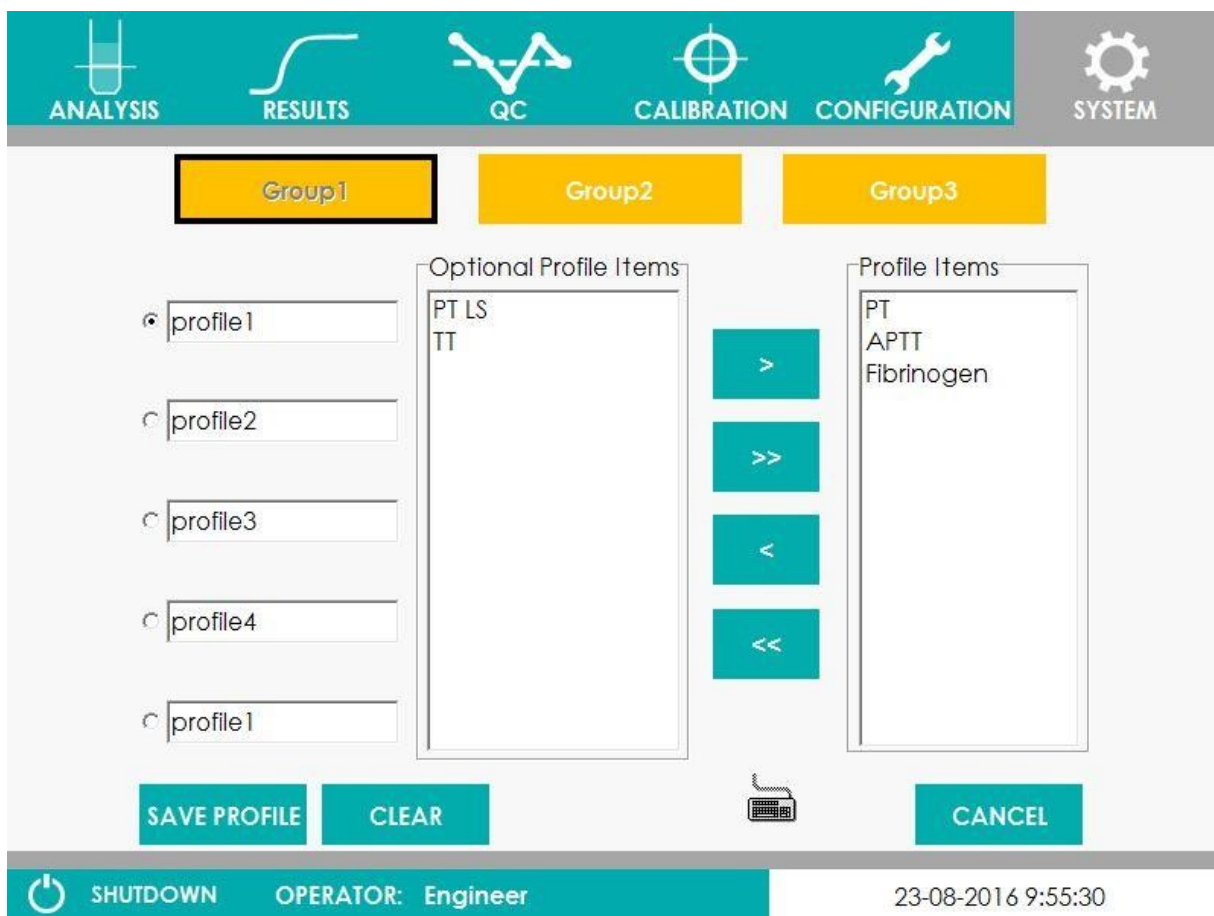 ANALYSIS RESULTS QC CALIBRATION CONFIGURATION SYSTEM
Group1 Group2 Group3
Optional Profile Items Profile Items
profile1
profile2
profile3
profile4
profile1
PT LS
TT
>
>>
<
<<
PT
APTT
Fibrinogen
SAVE PROFILE CLEAR CANCEL
SHUTDOWN OPERATOR: Engineer 23-08-2016 9:55:30